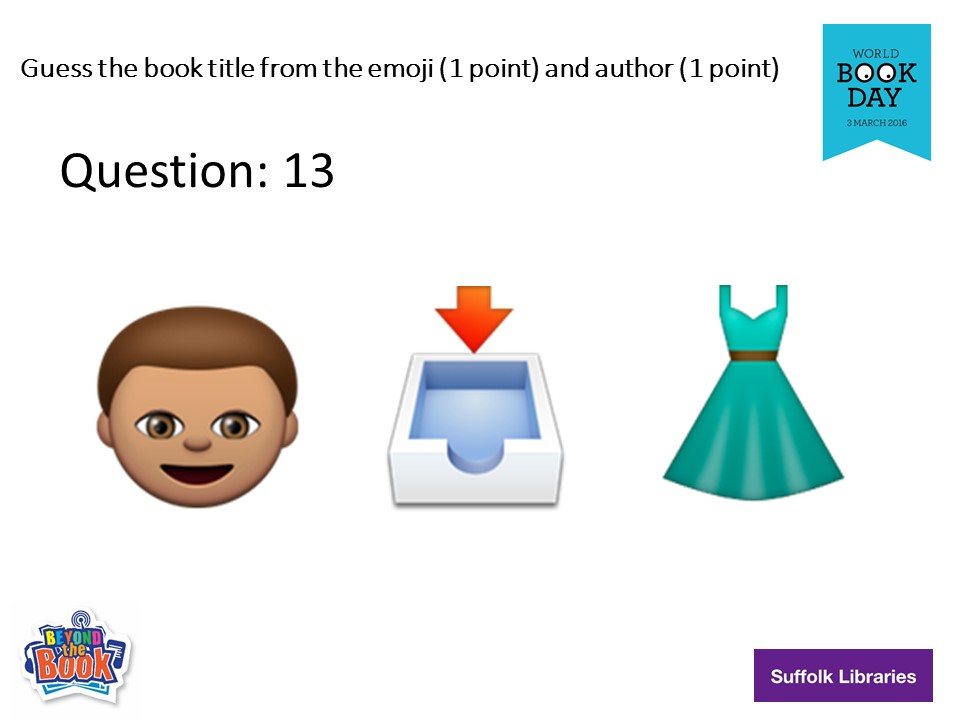 Guess the book title from the emoji (1 point) and author (1 point)
WORLD
BOOK
DAY
3 MARCH 2016
Question: 13
BEYOND
the
Book
Suffolk Libraries